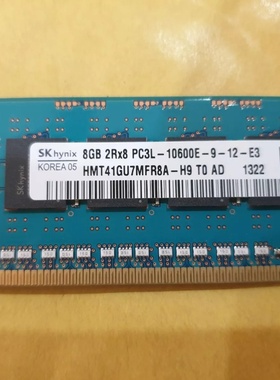 SK hynix 8GB 2Rx8 PC3L-10600E-9-12-E3
KOREA 05 HMT41GU7MFR8A-H9 T0 AD 1322